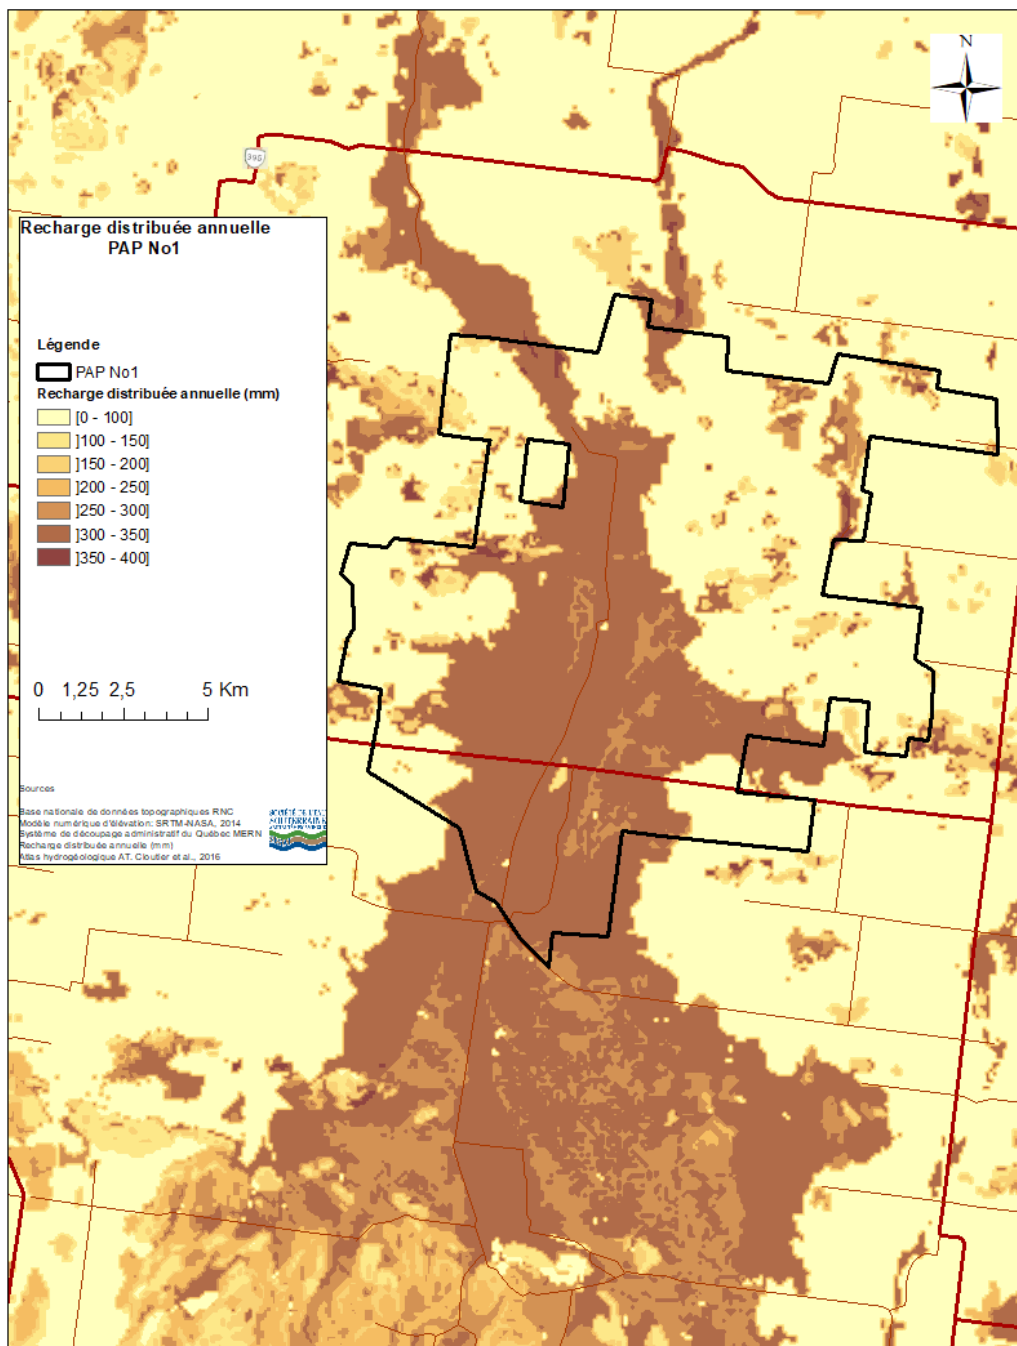 N
395
Recharge distribuée annuelle
PAP No1
Légende
PAP No1
Recharge distribuée annuelle (mm)
[0 - 100]
]100 - 150]
]150 - 200]
]200 - 250]
]250 - 300]
]300 - 350]
]350 - 400]
0 1,25 2,5 5 Km
Sources
Base nationale de données topographiques RNC
Modèle numérique d'élévation: SRTM-NASA, 2014
Système de découpage administratif du Québec MERN
Recharge distribuée annuelle (mm)
Atlas hydrogéologique AT. Cloutier et al., 2016